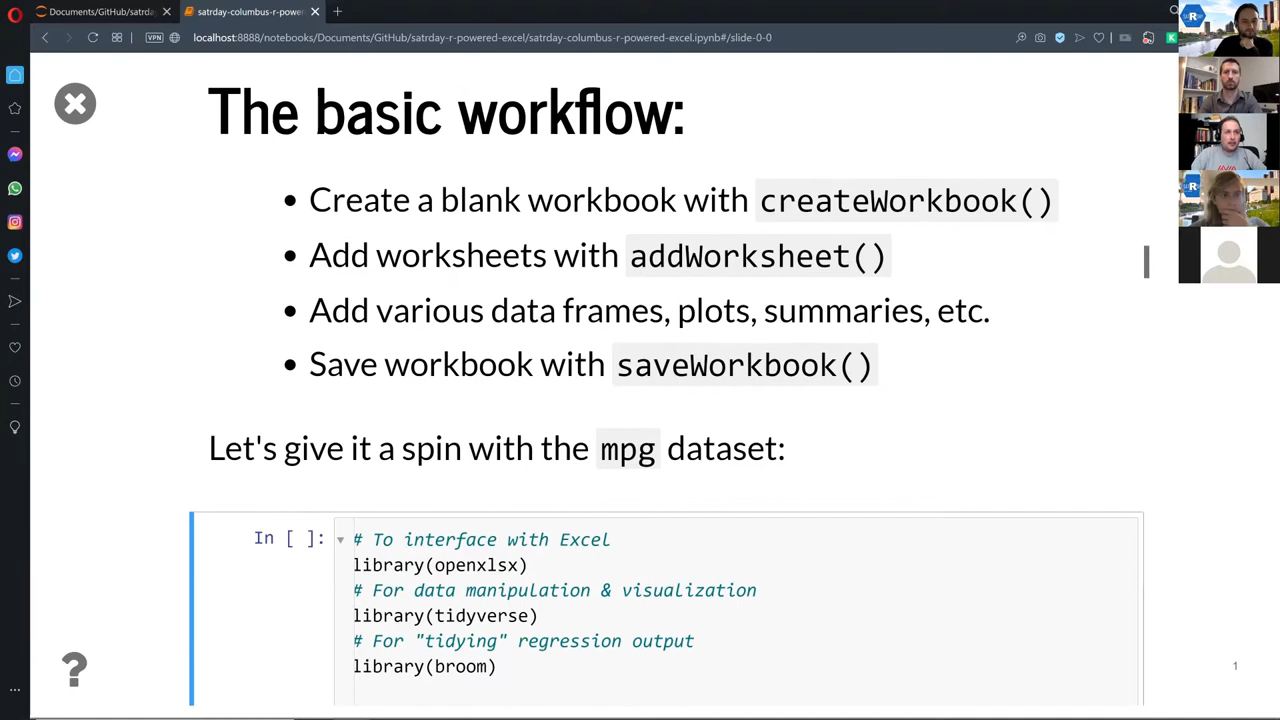 Documents/GitHub/satrda
satrday-columbus-r-power
VPN
localhost:8888/notebooks/Documents/GitHub/satrday-r-powered-excel/satrday-columbus-r-powered-excel.ipynb#/slide-0-0
The basic workflow:
• Create a blank workbook with createWorkbook()
• Add worksheets with addWorksheet()
• Add various data frames, plots, summaries, etc.
• Save workbook with saveWorkbook()
Let's give it a spin with the mpg dataset:
In [ ]:
# To interface with Excel
library(openxlsx)
# For data manipulation & visualization
library(tidyverse)
# For "tidying" regression output
library(broom)
?
1